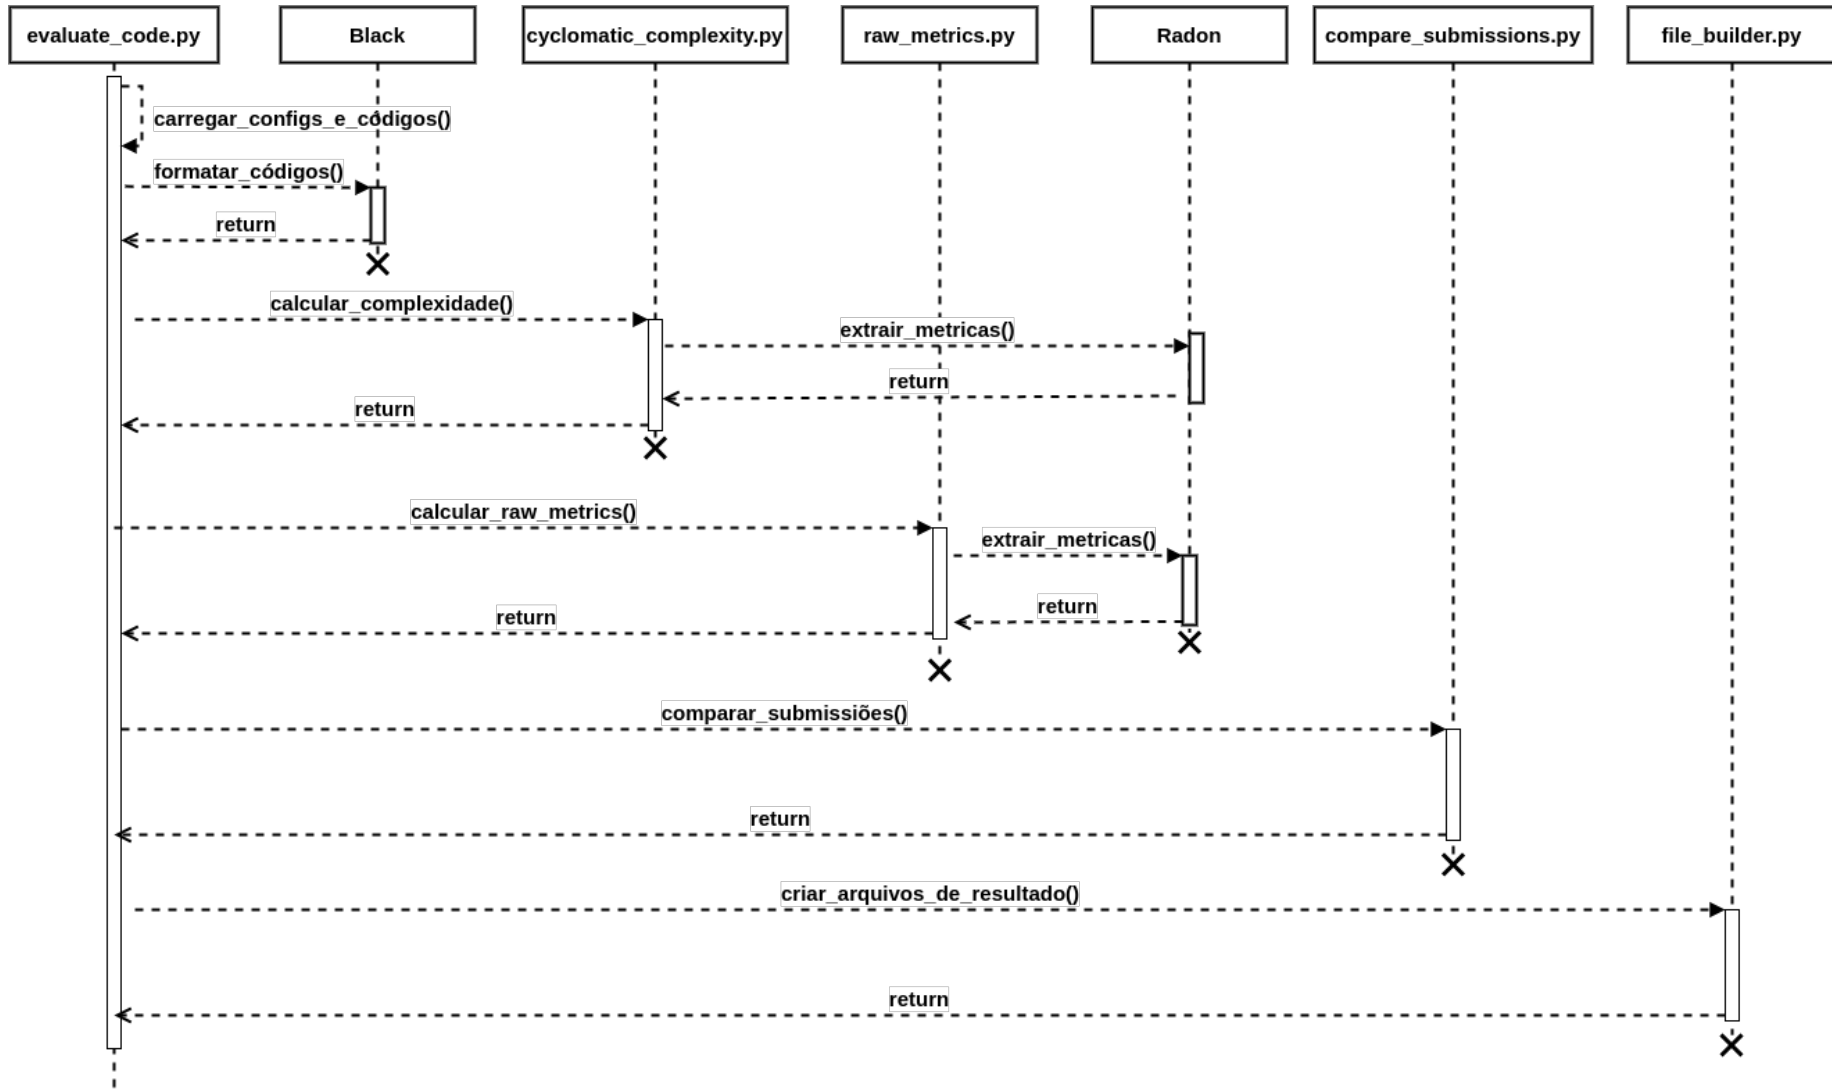 evaluate_code.py
Black
cyclomatic_complexity.py
raw_metrics.py
Radon
compare_submissions.py
file_builder.py
carregar_configs_e_códigos()
formatar_códigos()
return
calcular_complexidade()
extrair_metricas()
return
return
calcular_raw_metrics()
extrair_metricas()
return
return
comparar_submissiões()
return
criar_arquivos_de_resultado()
return